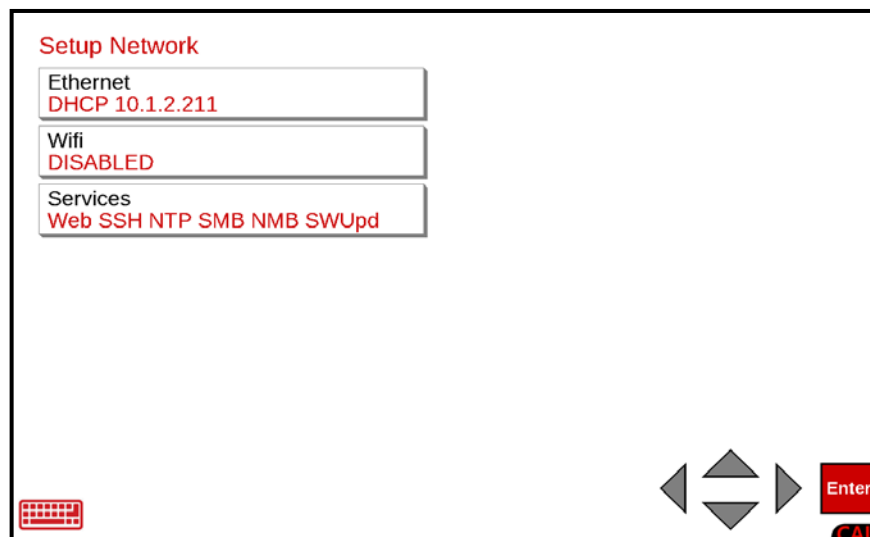 Setup Network
Ethernet
DHCP 10.1.2.211
Wifi
DISABLED
Services
Web SSH NTP SMB NMB SWUpd
Enter